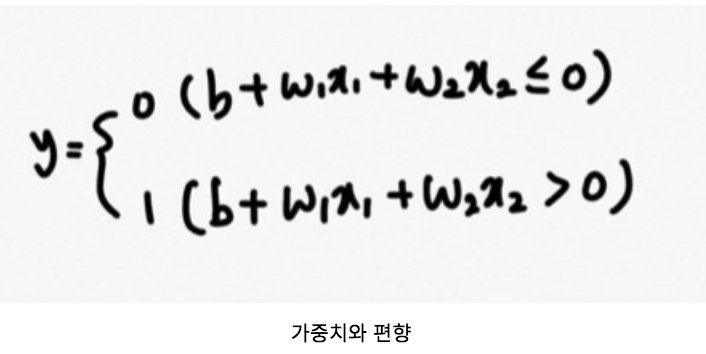 y = { 0 (b + w₁x₁ + w₂x₂ ≤ 0)
1 (b + w₁x₁ + w₂x₂ > 0)
가중치와 편향